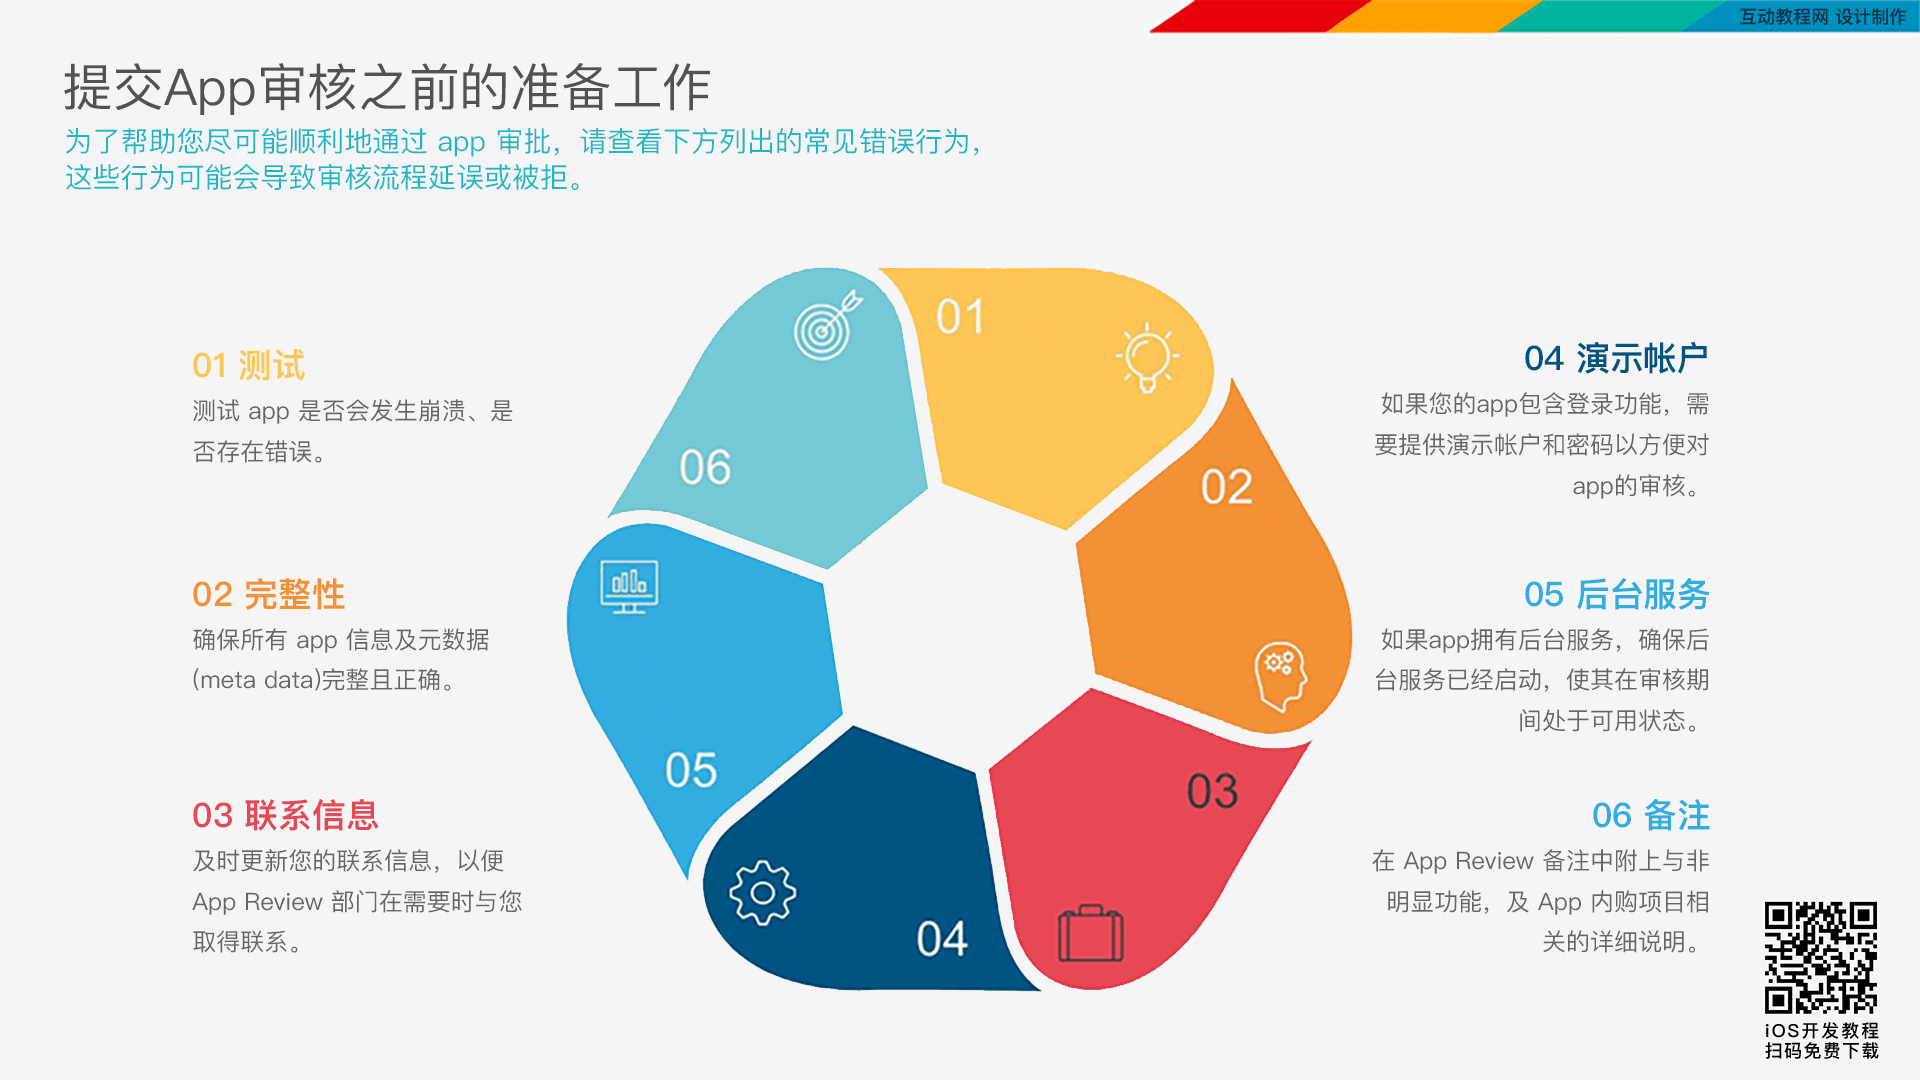 互动教程网 设计制作
提交App审核之前的准备工作
为了帮助您尽可能顺利地通过 app 审批，请查看下方列出的常见错误行为，
这些行为可能会导致审核流程延误或被拒。
01 测试
测试 app 是否会发生崩溃、是
否存在错误。
02 完整性
确保所有 app 信息及元数据
(meta data)完整且正确。
03 联系信息
及时更新您的联系信息，以便
App Review 部门在需要时与您
取得联系。
01
02
03
04
05
06
04 演示帐户
如果您的app包含登录功能，需
要提供演示帐户和密码以方便对
app的审核。
05 后台服务
如果app拥有后台服务，确保后
台服务已经启动，使其在审核期
间处于可用状态。
06 备注
在 App Review 备注中附上与非
明显功能，及 App 内购项目相
关的详细说明。
iOS开发教程
扫码免费下载